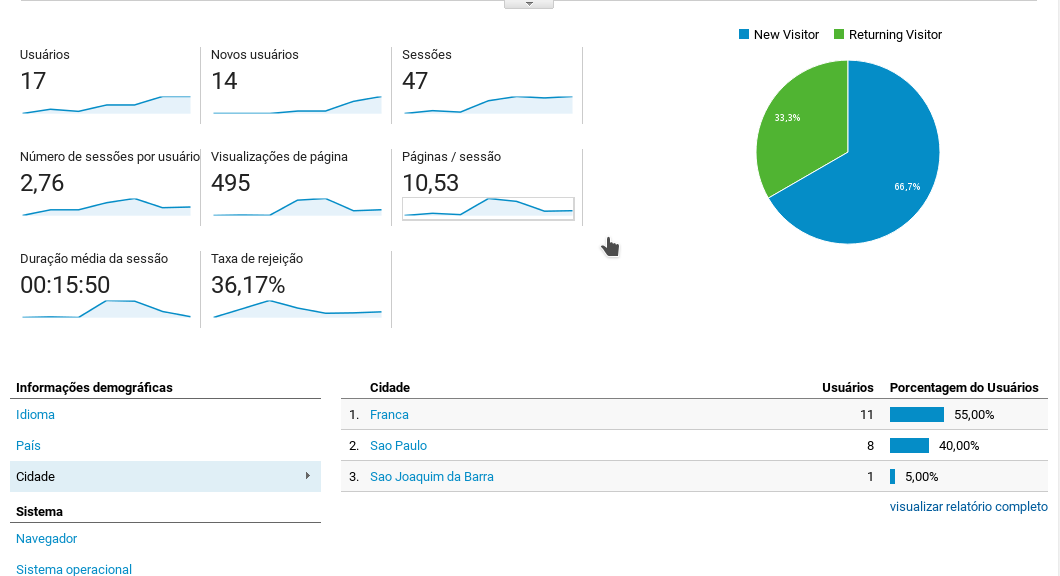 New Visitor Returning Visitor
Usuários
17
Novos usuários
14
Sessões
47
33,3%
66,7%
Número de sessões por usuário
2,76
Visualizações de página
495
Páginas / sessão
10,53
Duração média da sessão
00:15:50
Taxa de rejeição
36,17%
Informações demográficas
Idioma
País
Cidade
Sistema
Navegador
Sistema operacional
Cidade Usuários Porcentagem do Usuários
1. Franca 11 55,00%
2. Sao Paulo 8 40,00%
3. Sao Joaquim da Barra 1 5,00%
visualizar relatório completo